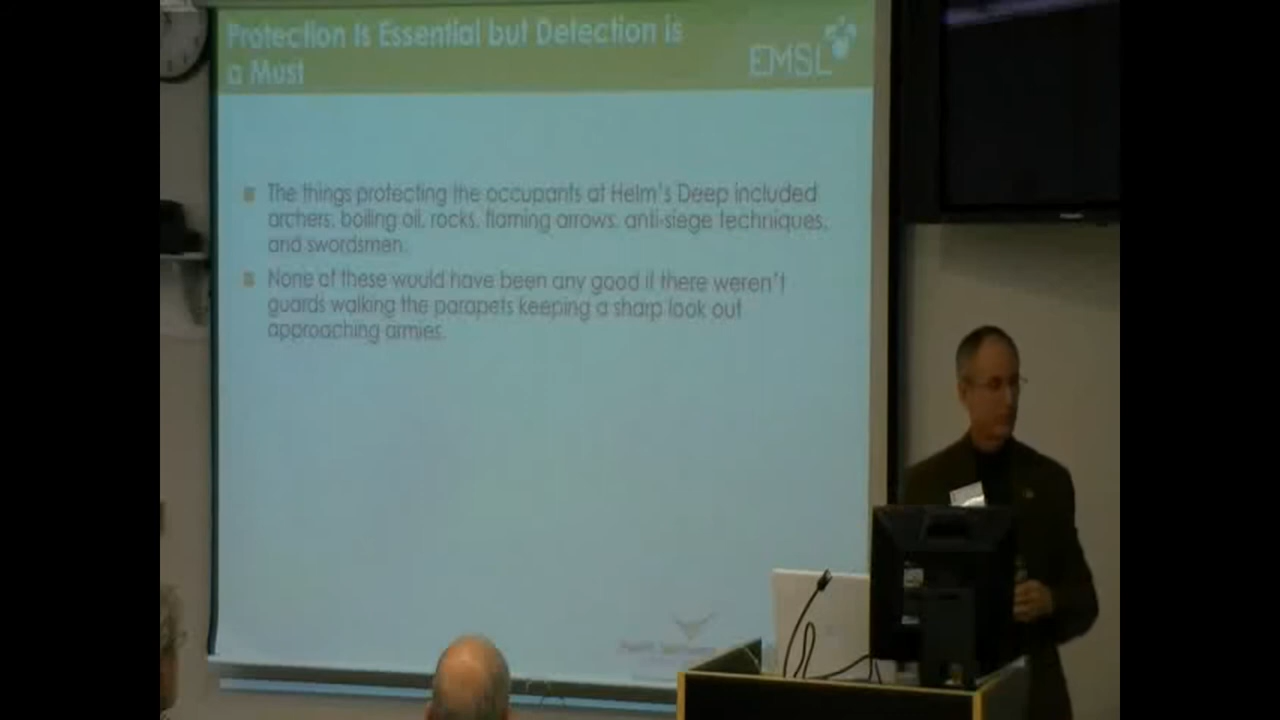 Protection is Essential but Detection is
a Must
EMSL
The things protecting the occupants at Helm's Deep included
archers, boiling oil, rocks, flaming arrows, anti-siege techniques,
and swordsmen.
None of these would have been any good if there weren't
guards walking the parapets keeping a sharp look out
approaching armies.